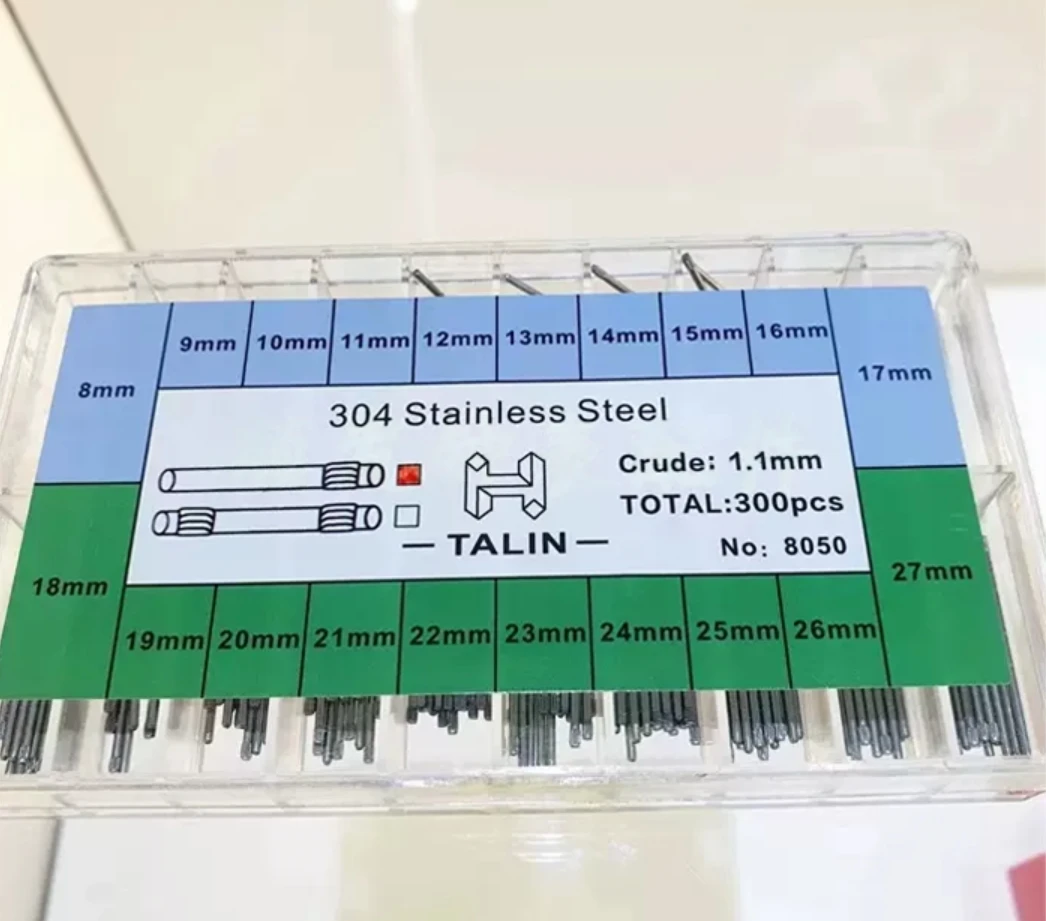 9mm 10mm 11mm 12mm 13mm 14mm 15mm 16mm
8mm 17mm
304 Stainless Steel
Crude: 1.1mm
TOTAL:300pcs
— TALIN —
No: 8050
18mm 27mm
19mm 20mm 21mm 22mm 23mm 24mm 25mm 26mm